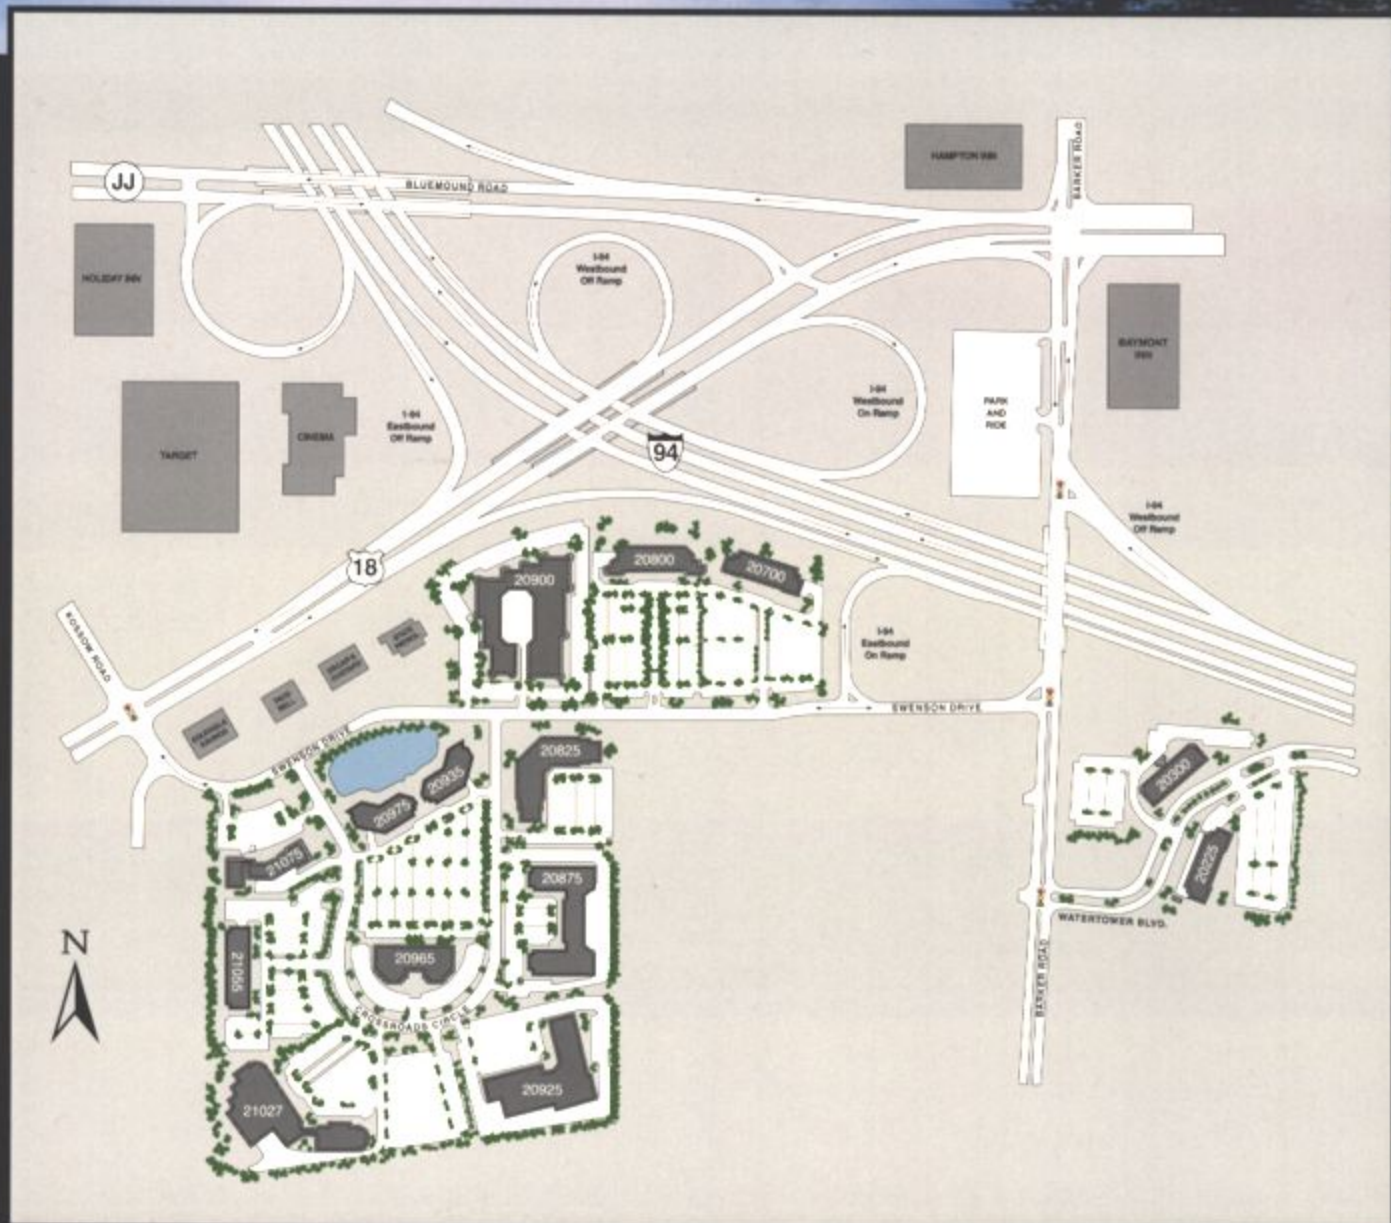 BARKER ROAD
HAMPTON INN
JJ
BLUEMOUND ROAD
HOLIDAY INN
I-94
Westbound
Off Ramp
BAYMONT
INN
TARGET
CINEMA
I-94
Eastbound
Off Ramp
I-94
Westbound
On Ramp
PARK
AND
RIDE
94
I-94
Westbound
Off Ramp
18
20900
20800
20700
KOSSOW ROAD
I-94
Eastbound
On Ramp
SWENSON DRIVE
SWENSON DRIVE
20825
20935
20975
20300
21075
20875
20225
WATERTOWER BLVD.
N
21055
20965
BARKER ROAD
CROSSROADS CIRCLE
20925
21027